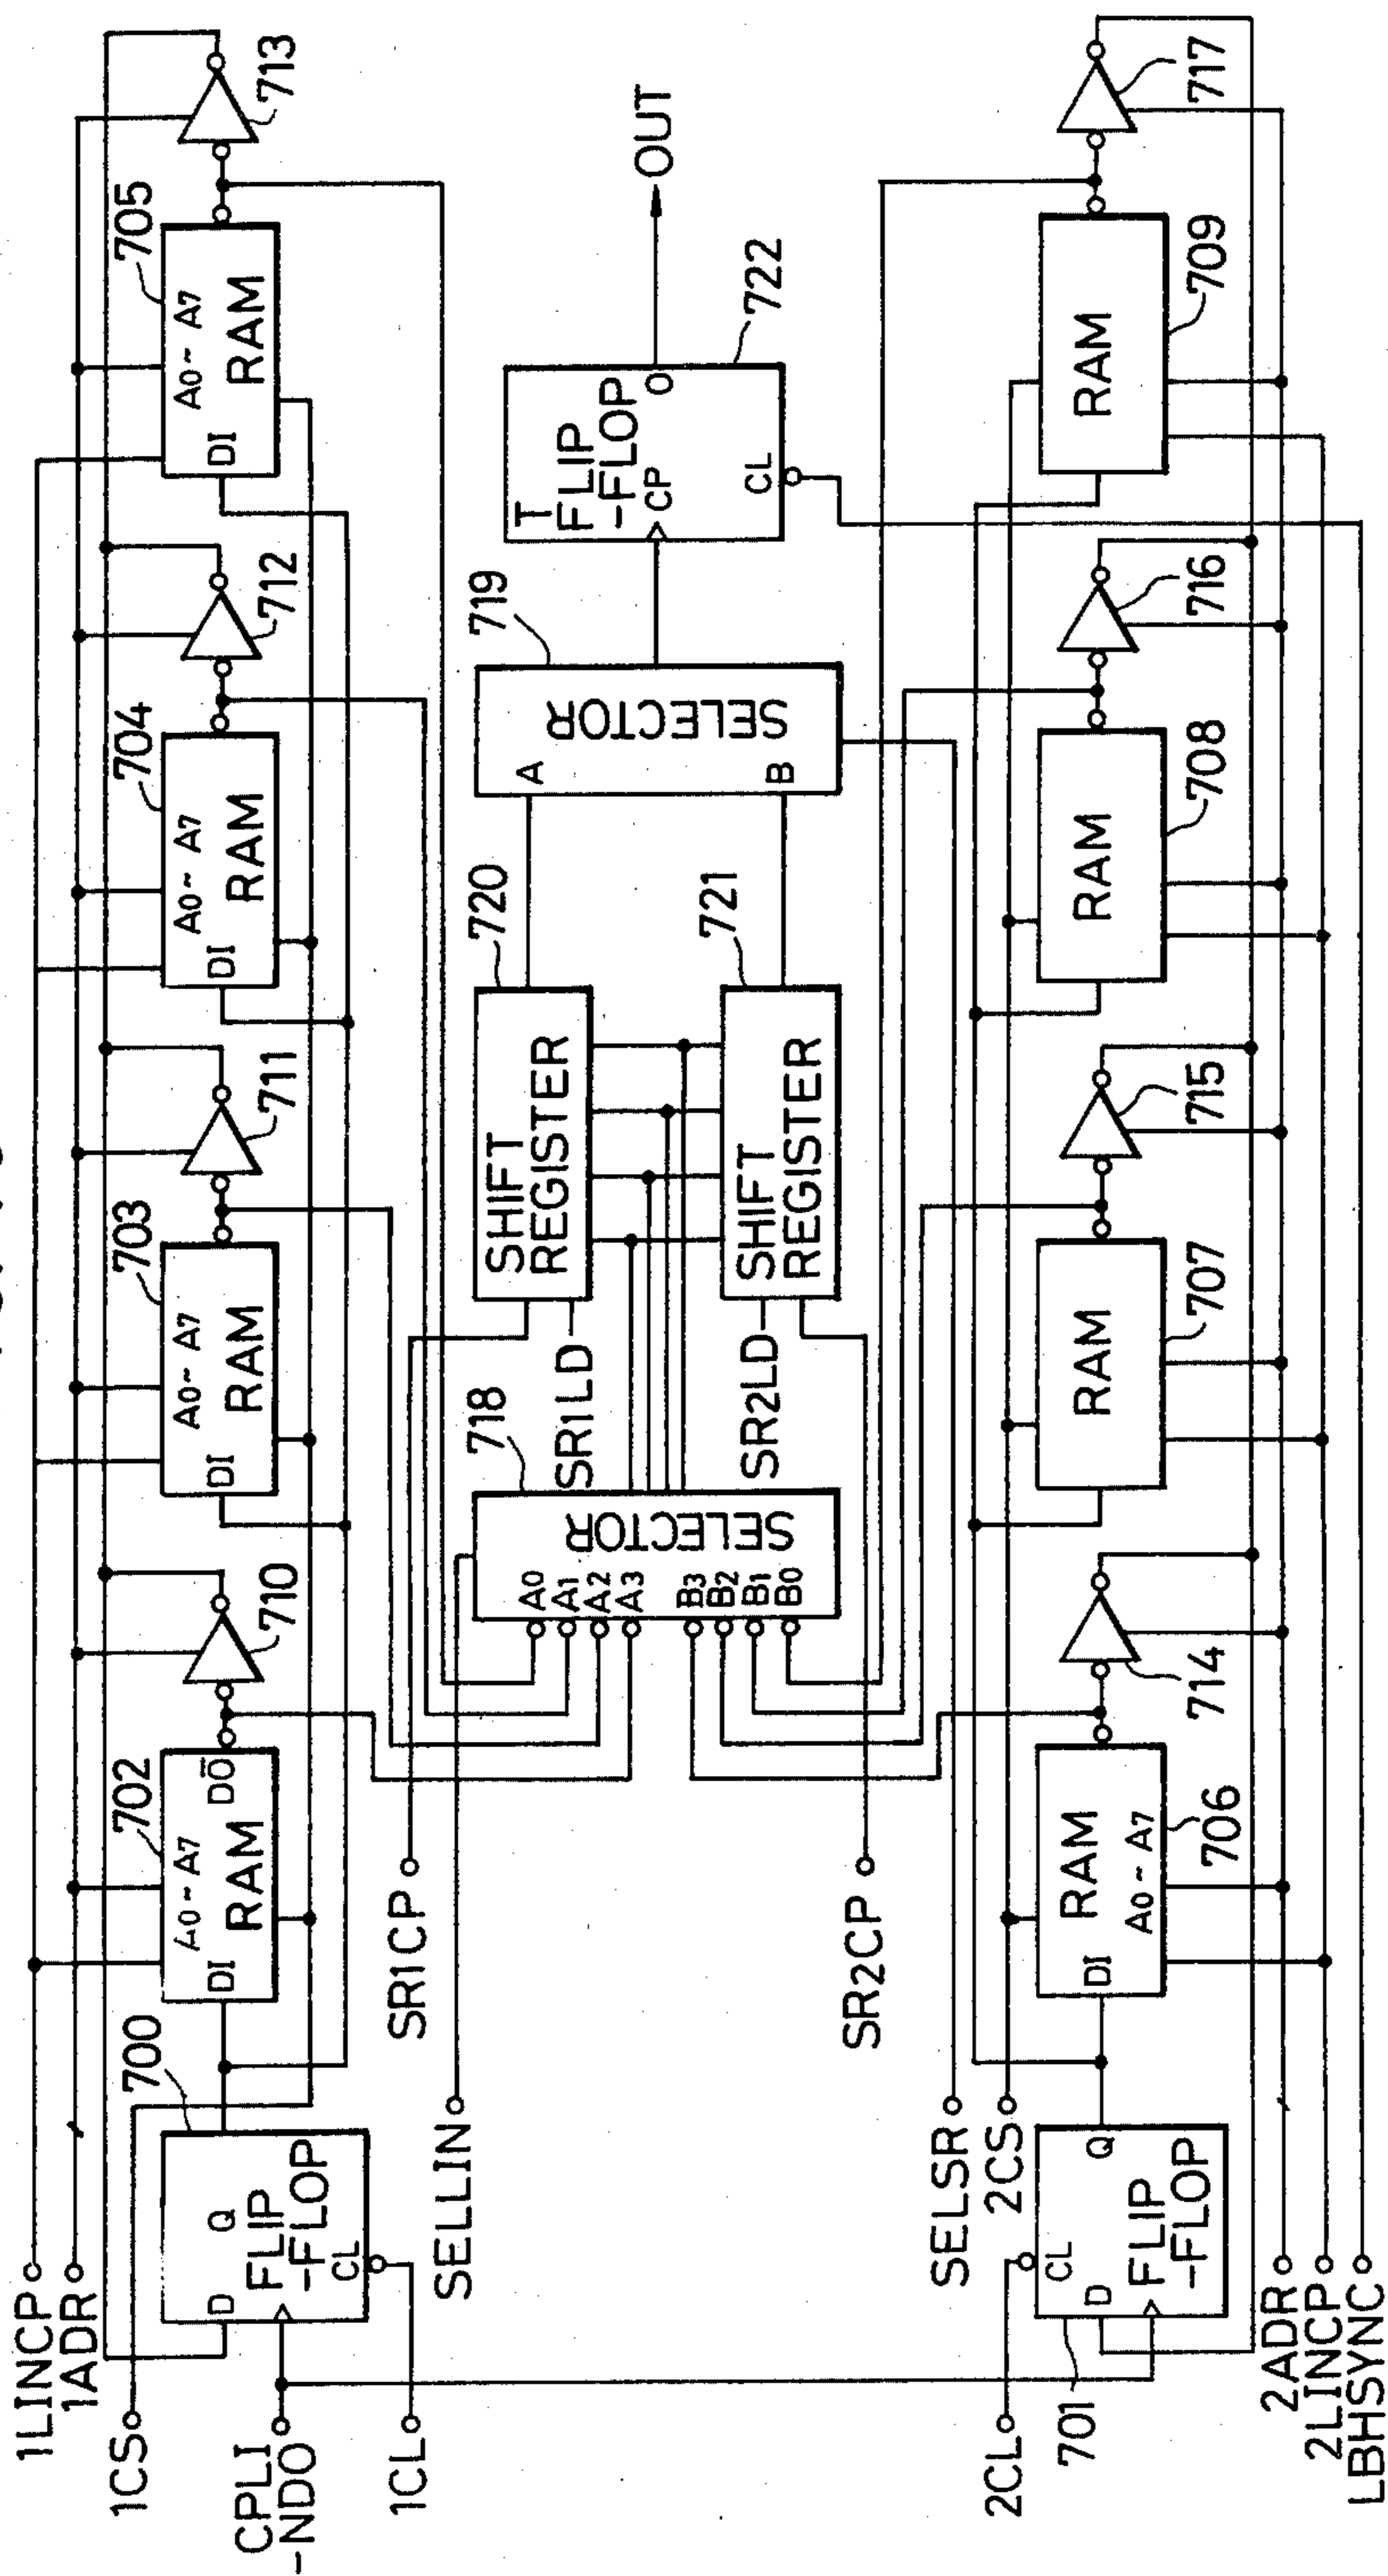 1LINCP
1ADR
1CS
CPLI
-NDO
1CL
700
D Q
FLIP
-FLOP
CL
702
A0~A7 D̅O̅
DI
RAM
710
703
A0~A7
DI
RAM
711
704
A0~A7
DI
RAM
712
705
A0~A7
DI
RAM
713
SR1CP
SELLIN
718
SELECTOR
A0
A1
A2
A3
B3
B2
B1
B0
SR1LD
SR2LD
720
SHIFT
REGISTER
721
SHIFT
REGISTER
719
SELECTOR
A
B
722
T
FLIP
-FLOP
CP
O
CL
OUT
SR2CP
SELSR
2CS
2CL
701
CL
D Q
FLIP
-FLOP
706
RAM
DI
A0~A7
714
707
RAM
715
708
RAM
716
709
RAM
717
2ADR
2LINCP
LBHSYNC